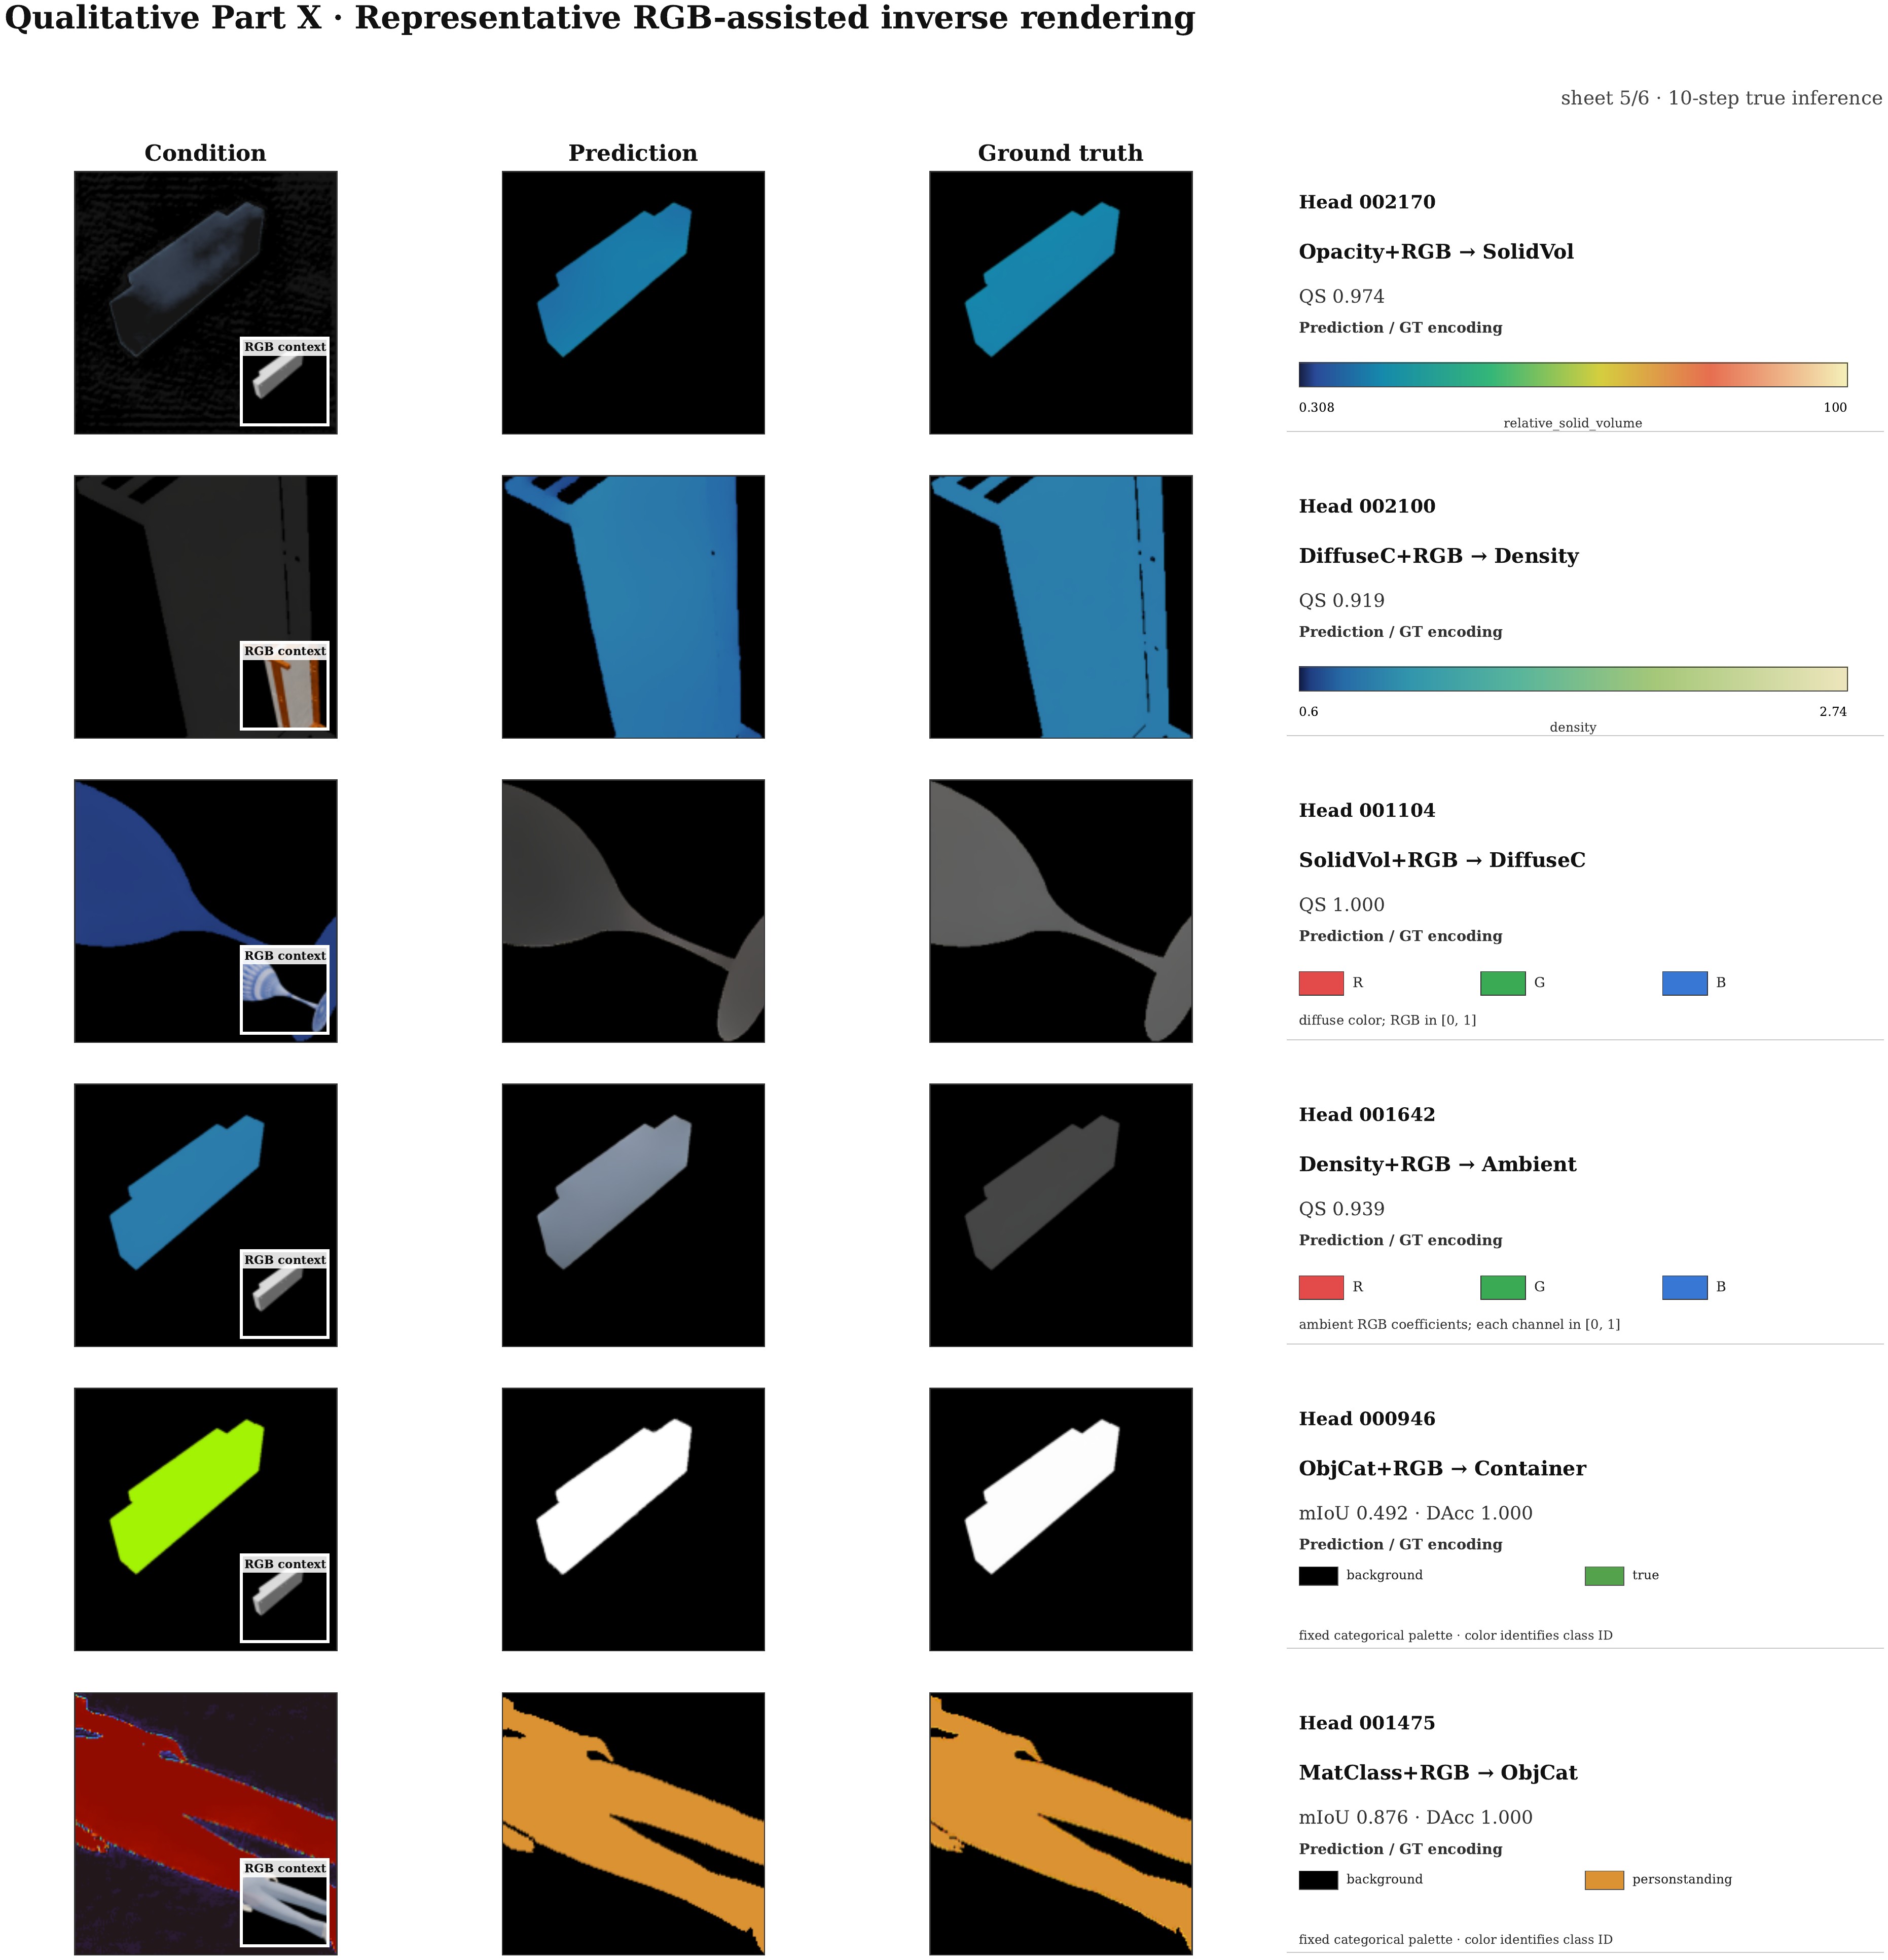 Qualitative Part X · Representative RGB-assisted inverse rendering
sheet 5/6 · 10-step true inference
Condition
Prediction
Ground truth
RGB context
Head 002170
Opacity+RGB → SolidVol
QS 0.974
Prediction / GT encoding
0.308
100
relative_solid_volume
RGB context
Head 002100
DiffuseC+RGB → Density
QS 0.919
Prediction / GT encoding
0.6
2.74
density
RGB context
Head 001104
SolidVol+RGB → DiffuseC
QS 1.000
Prediction / GT encoding
R
G
B
diffuse color; RGB in [0, 1]
RGB context
Head 001642
Density+RGB → Ambient
QS 0.939
Prediction / GT encoding
R
G
B
ambient RGB coefficients; each channel in [0, 1]
RGB context
Head 000946
ObjCat+RGB → Container
mIoU 0.492 · DAcc 1.000
Prediction / GT encoding
background
true
fixed categorical palette · color identifies class ID
RGB context
Head 001475
MatClass+RGB → ObjCat
mIoU 0.876 · DAcc 1.000
Prediction / GT encoding
background
personstanding
fixed categorical palette · color identifies class ID